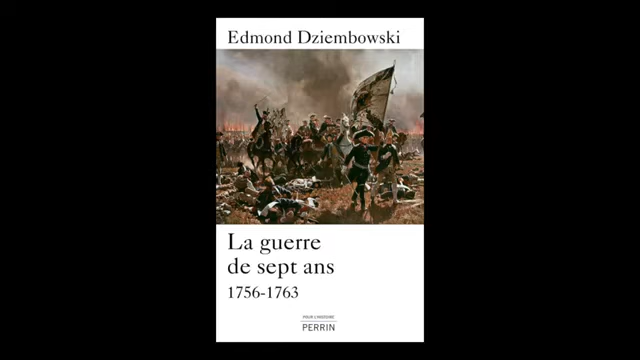 Edmond Dziembowski
La guerre
de sept ans
1756-1763
POUR L'HISTOIRE
PERRIN